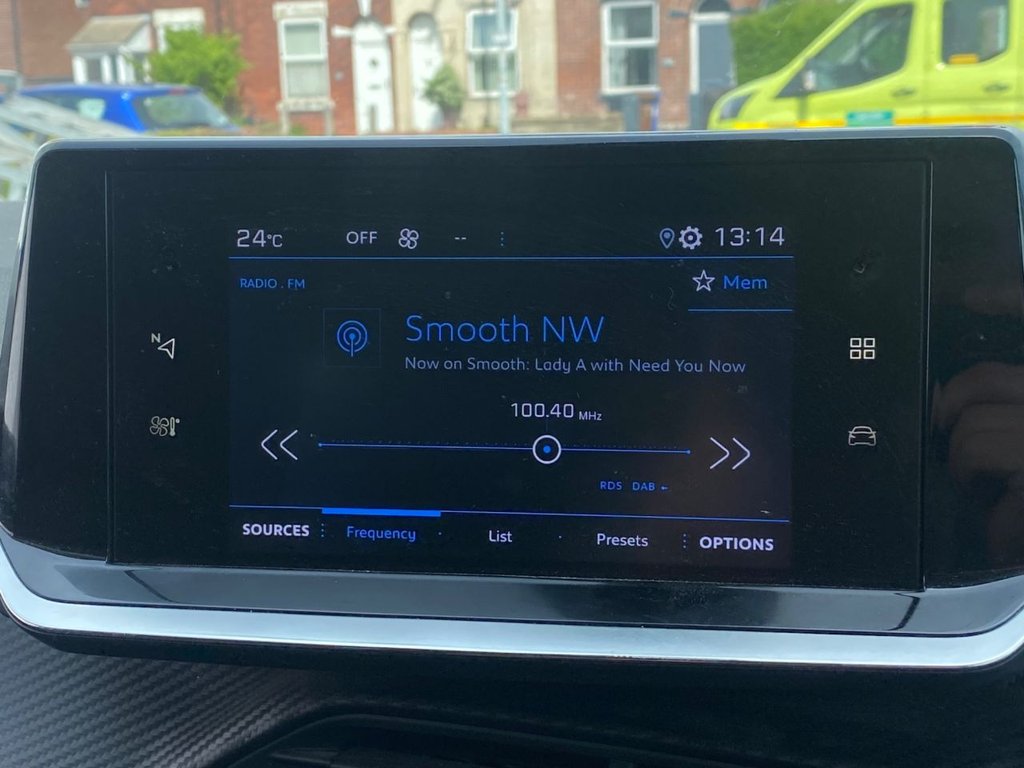 24°C OFF -- 13:14
RADIO . FM
Mem
Smooth NW
Now on Smooth: Lady A with Need You Now
100.40 MHz
N
RDS DAB
SOURCES Frequency List Presets OPTIONS